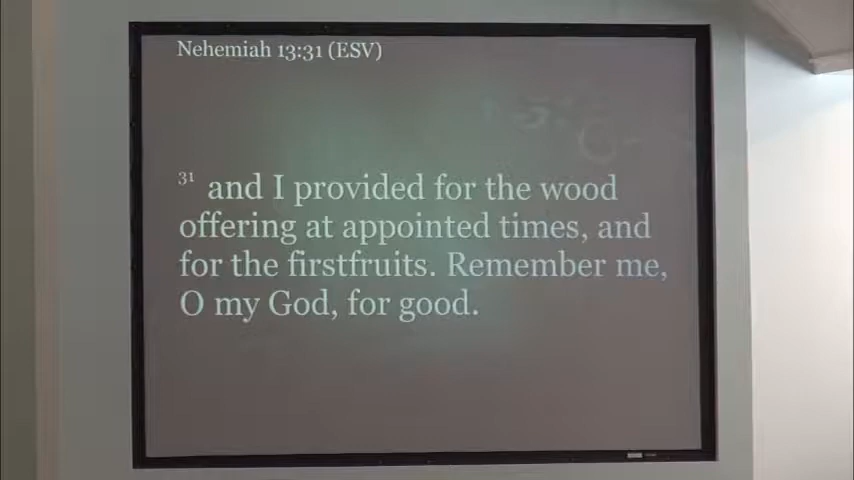 Nehemiah 13:31 (ESV)
31 and I provided for the wood
offering at appointed times, and
for the firstfruits. Remember me,
O my God, for good.